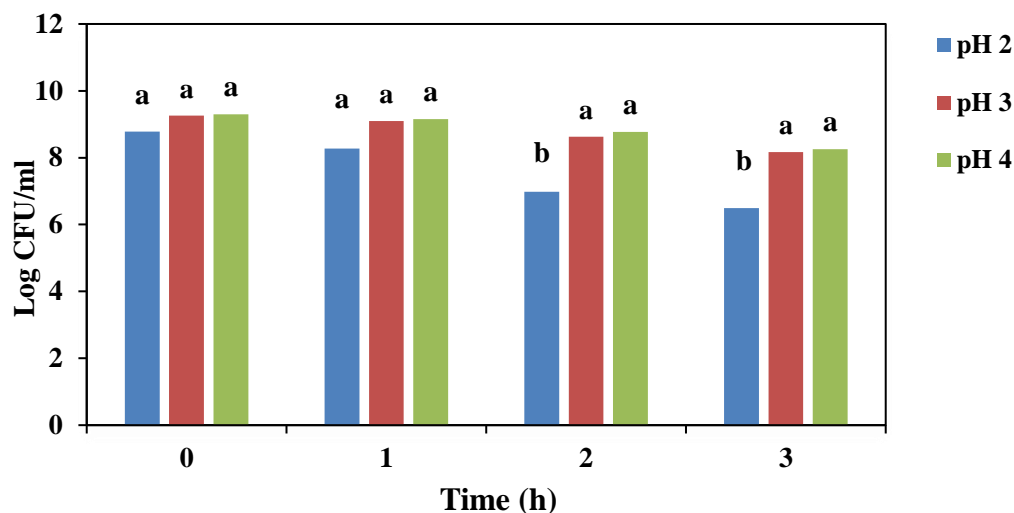 12
10
8
6
4
2
0
Log CFU/ml
a a a
a a a
b a a
b a a
0 1 2 3
Time (h)
pH 2
pH 3
pH 4